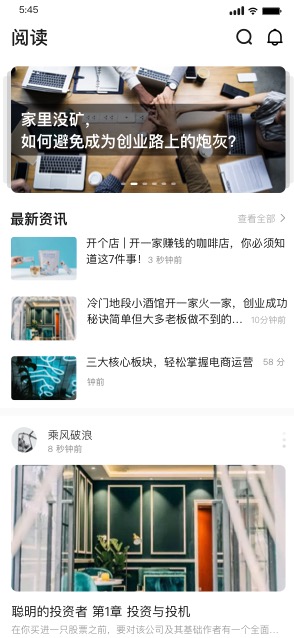 5:45
阅读
家里没矿，
如何避免成为创业路上的炮灰？
最新资讯
查看全部
开个店 | 开一家赚钱的咖啡店，你必须知
道这7件事！ 3 秒钟前
冷门地段小酒馆开一家火一家，创业成功
秘诀简单但大多老板做不到的... 10分钟前
三大核心板块，轻松掌握电商运营 58 分
钟前
乘风破浪
8 秒钟前
聪明的投资者 第1章 投资与投机
在你买进一只股票之前，要对该公司及其基础作者有一个全面...